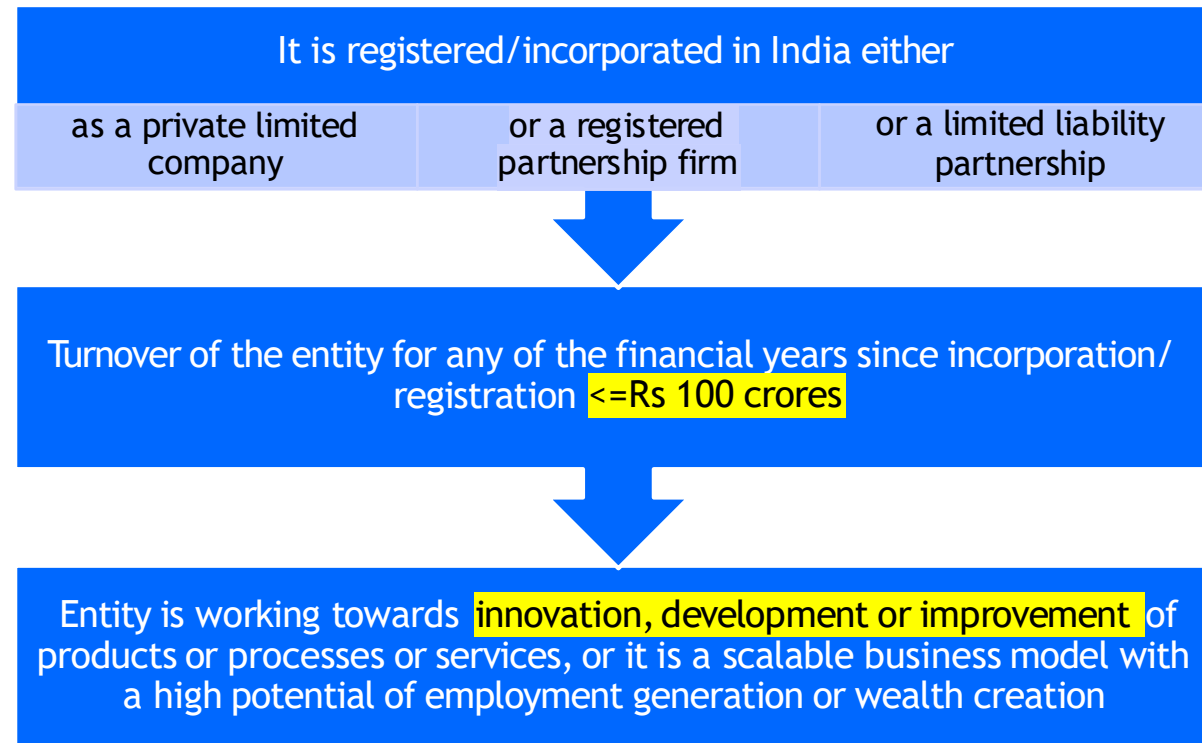 It is registered/incorporated in India either
as a private limited
company
or a registered
partnership firm
or a limited liability
partnership
Turnover of the entity for any of the financial years since incorporation/
registration <=Rs 100 crores
Entity is working towards innovation, development or improvement of
products or processes or services, or it is a scalable business model with
a high potential of employment generation or wealth creation